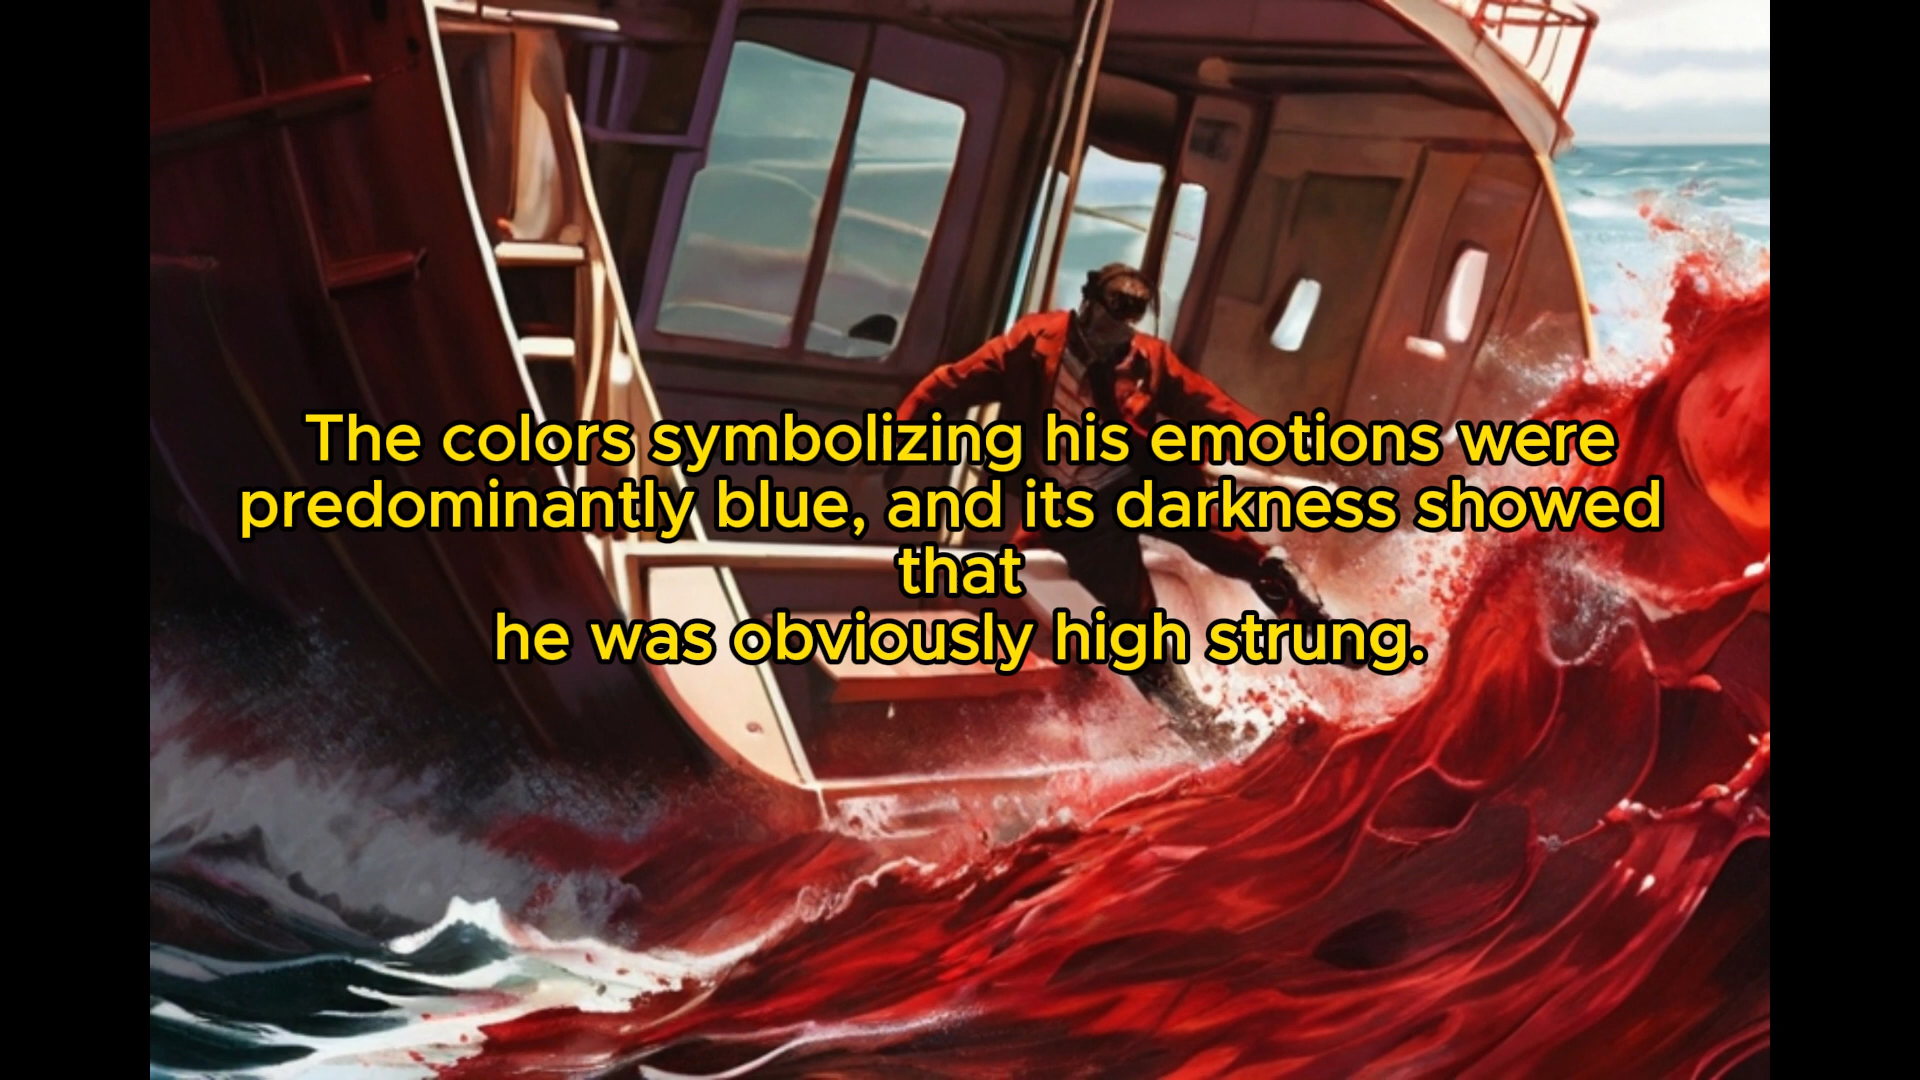 The colors symbolizing his emotions were
predominantly blue, and its darkness showed
that
he was obviously high strung.